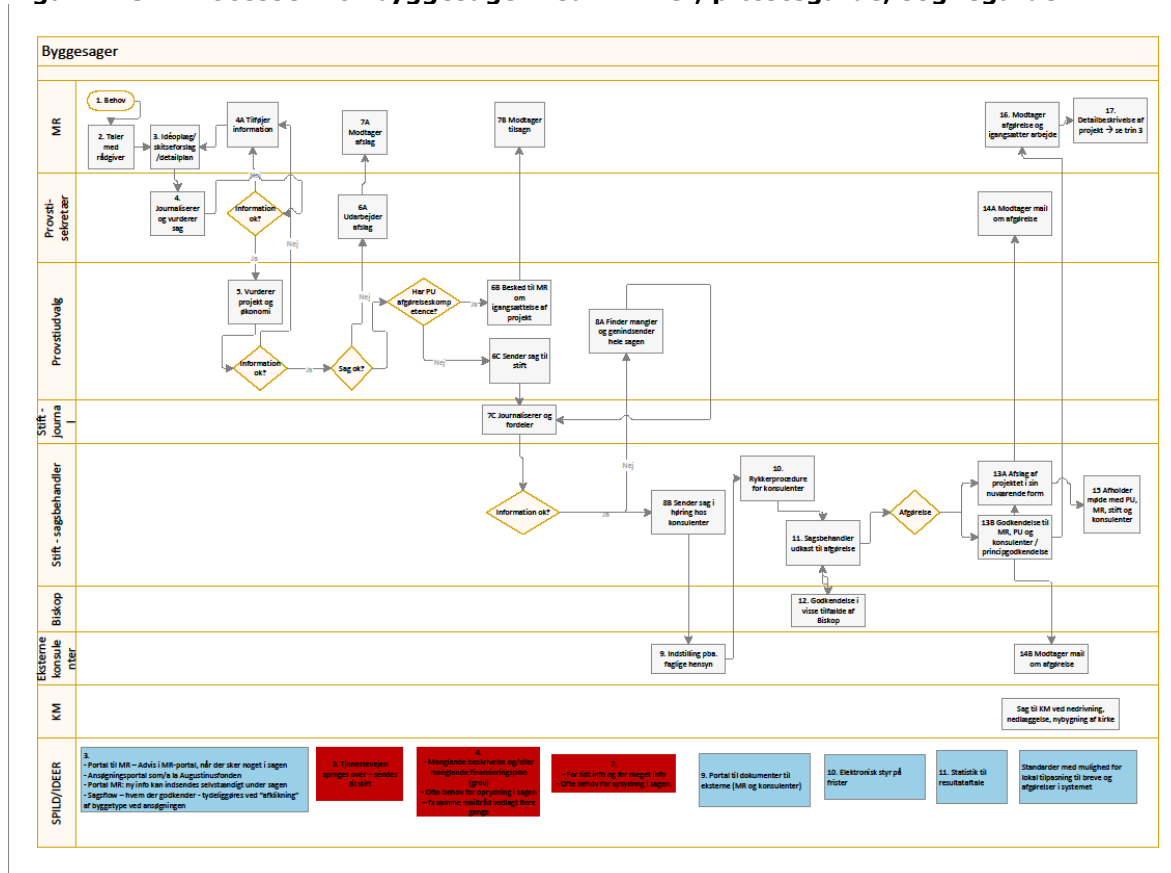 Byggesager
MR
1. Behov
2. Taler
med
rådgiver
3. Idéoplæg/
skitseforslag
/detailplan
4A Tilføjer
information
7A
Modtager
afslag
7B Modtager
tilsagn
16. Modtager
afgørelse og
igangsætter arbejde
17.
Detailbeskrivelse af
projekt → se trin 3
Provsti-
sekretær
4.
Journaliserer
og vurderer
sag
Nej
Information
ok?
Ja
Nej
6A
Udarbejder
afslag
14A Modtager mail
om afgørelse
Provstiudvalg
5. Vurderer
projekt og
økonomi
Information
ok?
Ja
Nej
Sag ok?
Har PU
afgørelseskomp
etence?
Ja
Nej
6B Besked til MR
om
igangsættelse af
projekt
6C Sender sag til
stift
8A Finder mangler
og genindsender
hele sagen
Stift -
journa
l
7C Journaliserer og
fordeler
Stift - sagsbehandler
Information ok?
Ja
Nej
8B Sender sag i
høring hos
konsulenter
10.
Rykkerprocedure
for konsulenter
11. Sagsbehandler
udkast til afgørelse
Afgørelse
13A Afslag af
projektet i sin
nuværende form
13B Godkendelse til
MR, PU og
konsulenter /
principgodkendelse
15 Afholder
møde med PU,
MR, stift og
konsulenter
Biskop
12. Godkendelse i
visse tilfælde af
Biskop
Eksterne
konsule
nter
9. Indstilling pba.
faglige hensyn
14B Modtager mail
om afgørelse
KM
Sag til KM ved nedrivning,
nedlæggelse, nybygning af kirke
SPILD/IDEER
3.
- Portal til MR – Advis i MR-portal, når der sker noget i sagen
- Ansøgningsportal som/a la Augustinusfonden
- Portal MR: ny info kan indsendes selvstændigt under sagen
- Sagsflow – hvem der godkender - tydeliggøres ved "afklikning"
af byggetype ved ansøgningen
3. Tjenestevejen
springes over – sendes
til stift
4.
- Manglende beskrivelse og/eller
manglende finansieringsplan
(grov)
- Ofte behov for oprydning i sagen
– fx samme mailtråd vedlagt flere
gange
7.
- For lidt info og for meget info
- Ofte behov for oprydning i sagen.
9. Portal til dokumenter til
eksterne (MR og konsulenter)
10. Elektronisk styr på
frister
11. Statistik til
resultataftale
Standarder med mulighed for
lokal tilpasning til breve og
afgørelser i systemet